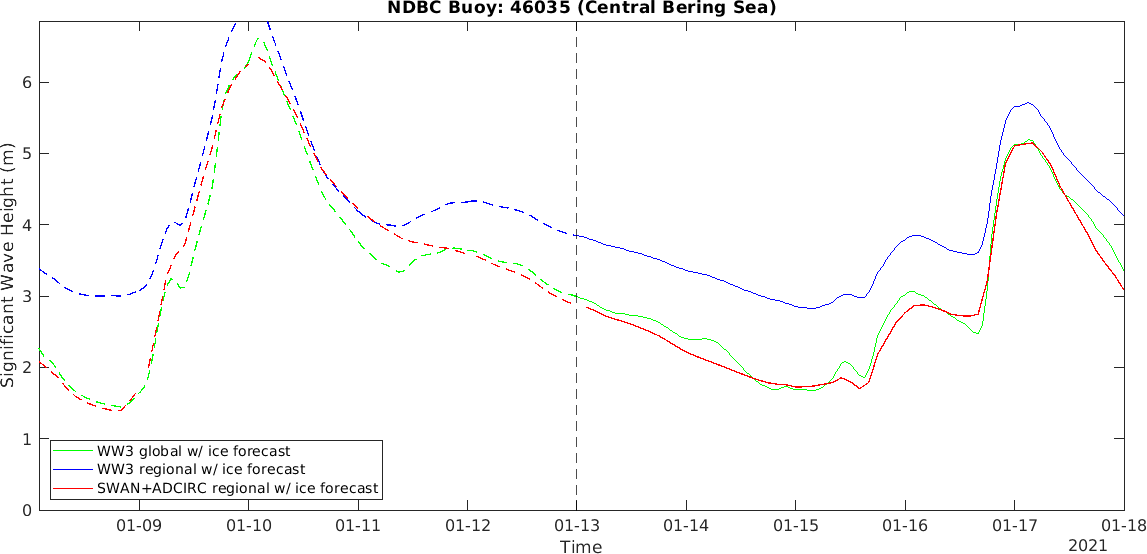 NDBC Buoy: 46035 (Central Bering Sea)
Significant Wave Height (m)
6
5
4
3
2
1
0
WW3 global w/ ice forecast
WW3 regional w/ ice forecast
SWAN+ADCIRC regional w/ ice forecast
01-09 01-10 01-11 01-12 01-13 01-14 01-15 01-16 01-17 01-18
Time
2021